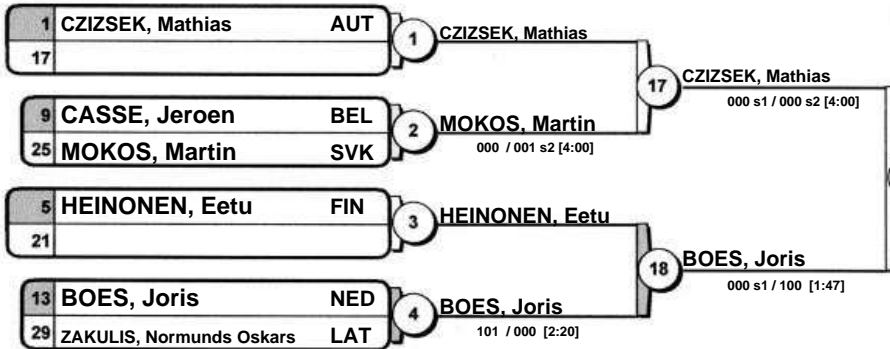 1 CZIZSEK, Mathias AUT
17
1
CZIZSEK, Mathias
9 CASSE, Jeroen BEL
25 MOKOS, Martin SVK
2
MOKOS, Martin
000 / 001 s2 [4:00]
17
CZIZSEK, Mathias
000 s1 / 000 s2 [4:00]
5 HEINONEN, Eetu FIN
21
3
HEINONEN, Eetu
13 BOES, Joris NED
29 ZAKULIS, Normunds Oskars LAT
4
BOES, Joris
101 / 000 [2:20]
18
BOES, Joris
000 s1 / 100 [1:47]